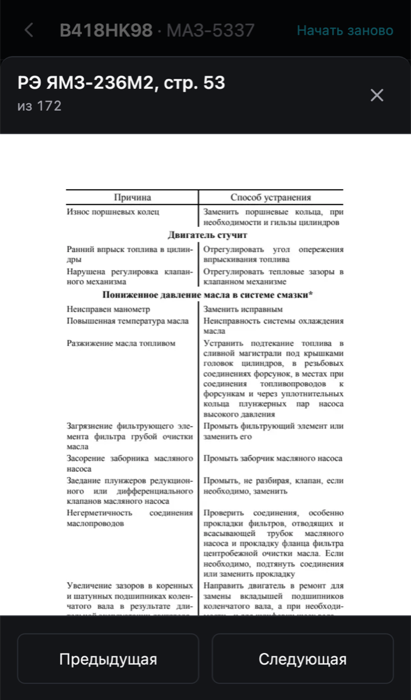 В418НК98 · МАЗ-5337
Начать заново
РЭ ЯМЗ-236М2, стр. 53
из 172
Причина
Способ устранения
Износ поршневых колец
Заменить поршневые кольца, при
необходимости и гильзы цилиндров
Двигатель стучит
Ранний впрыск топлива в цилин-
дры
Отрегулировать угол опережения
впрыскивания топлива
Нарушена регулировка клапан-
ного механизма
Отрегулировать тепловые зазоры в
клапанном механизме
Пониженное давление масла в системе смазки*
Неисправен манометр
Заменить исправным
Повышенная температура масла
Неисправность системы охлаждения
масла
Разжижение масла топливом
Устранить подтекание топлива в
сливной магистрали под крышками
головок цилиндров, в резьбовых
соединениях форсунок, в местах при
соединения топливопроводов к
форсункам и через уплотнительных
кольца плунжерных пар насоса
высокого давления
Загрязнение фильтрующего эле-
мента фильтра грубой очистки
масла
Промыть фильтрующий элемент или
заменить его
Засорение заборника масляного
насоса
Промыть заборчик масляного насоса
Заедание плунжеров редукцион-
ного или дифференциального
клапанов масляного насоса
Промыть, не разбирая, клапан, если
необходимо, заменить
Негерметичность соединения
маслопроводов
Проверить соединения, особенно
прокладки фильтров, отводящих и
всасывающей трубок масляного
насоса и прокладку фланца фильтра
центробежной очистки масла. Если
необходимо, подтянуть соединения
или заменить прокладку
Увеличение зазоров в коренных
и шатунных подшипниках колен-
чатого вала в результате дли-
Направить двигатель в ремонт для
замены вкладышей подшипников
коленчатого вала, а при необходи-
Предыдущая
Следующая